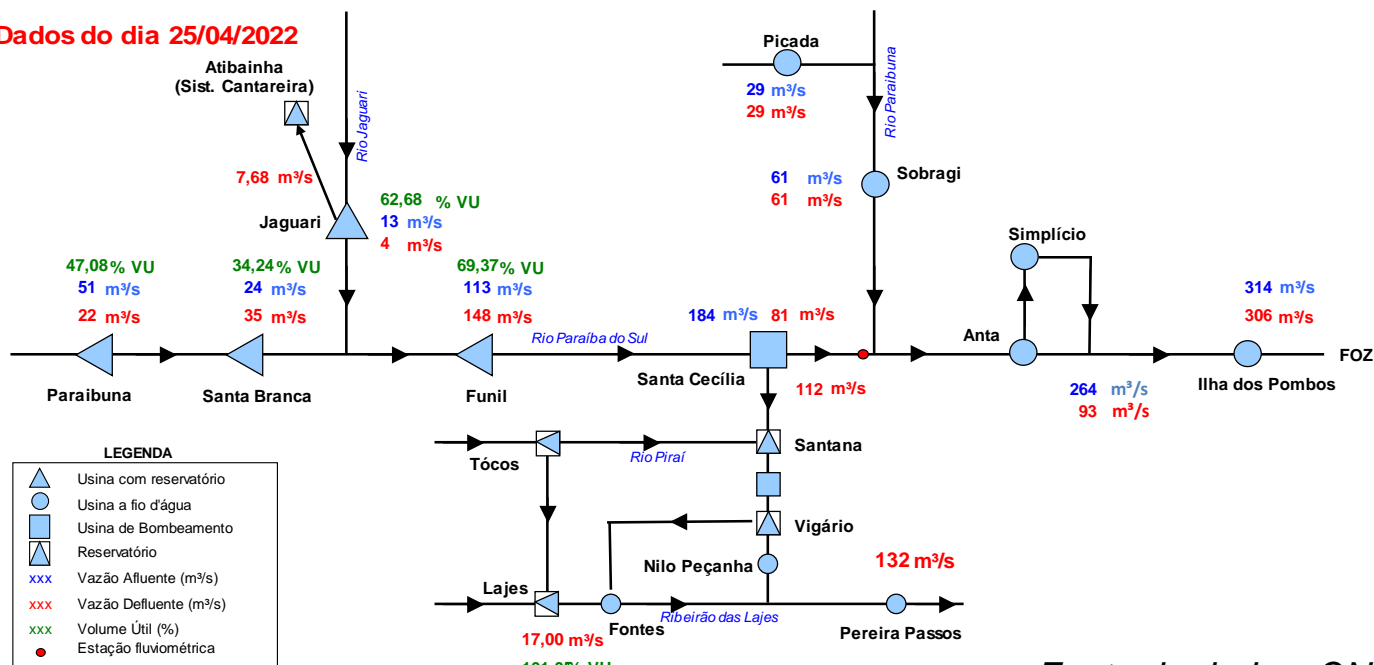 Dados do dia 25/04/2022
Atibainha
(Sist. Cantareira)
Rio Jaguari
7,68 m³/s
Jaguari
62,68 % VU
13 m³/s
4 m³/s
Picada
29 m³/s
29 m³/s
Rio Paraibuna
61 m³/s
61 m³/s
Sobragi
Simplício
47,08% VU
51 m³/s
22 m³/s
Paraibuna
34,24% VU
24 m³/s
35 m³/s
Santa Branca
69,37% VU
113 m³/s
148 m³/s
Funil
Rio Paraíba do Sul
184 m³/s 81 m³/s
Santa Cecília
112 m³/s
Anta
264 m³/s
93 m³/s
314 m³/s
306 m³/s
Ilha dos Pombos
FOZ
Tócos
Rio Piraí
Santana
Vigário
Nilo Peçanha
132 m³/s
Lajes
17,00 m³/s
Fontes
Ribeirão das Lajes
Pereira Passos
LEGENDA
Usina com reservatório
Usina a fio d'água
Usina de Bombeamento
Reservatório
xxx Vazão Afluente (m³/s)
xxx Vazão Defluente (m³/s)
xxx Volume Útil (%)
Estação fluviométrica